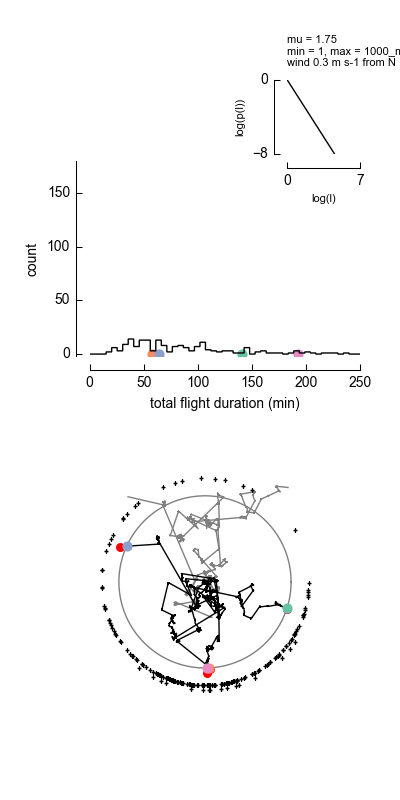 mu = 1.75
min = 1, max = 1000_m
wind 0.3 m s-1 from N
0
log(p(l))
−8
0 7
log(l)
150
100
50
0
count
0 50 100 150 200 250
total flight duration (min)